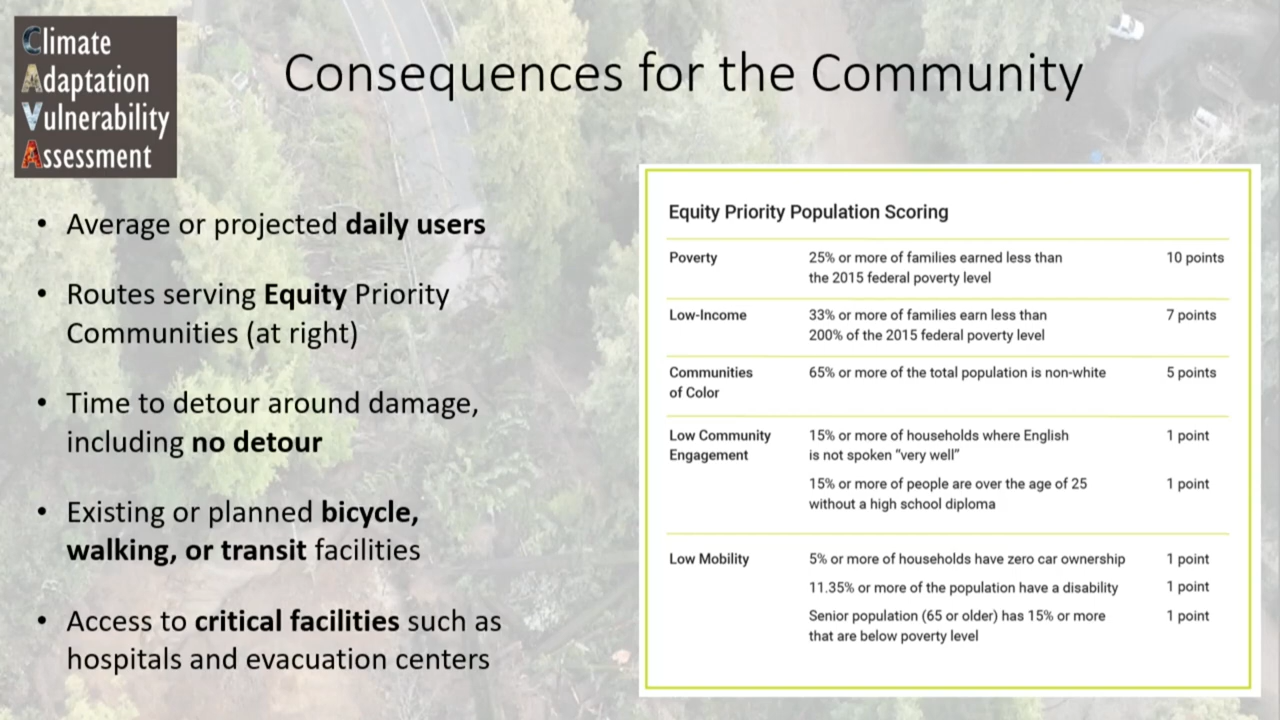 Climate
Adaptation
Vulnerability
Assessment
Consequences for the Community
• Average or projected daily users
• Routes serving Equity Priority
Communities (at right)
• Time to detour around damage,
including no detour
• Existing or planned bicycle,
walking, or transit facilities
• Access to critical facilities such as
hospitals and evacuation centers
Equity Priority Population Scoring
Poverty 25% or more of families earned less than 10 points
the 2015 federal poverty level
Low-Income 33% or more of families earn less than 7 points
200% of the 2015 federal poverty level
Communities 65% or more of the total population is non-white 5 points
of Color
Low Community 15% or more of households where English 1 point
Engagement is not spoken “very well”
15% or more of people are over the age of 25 1 point
without a high school diploma
Low Mobility 5% or more of households have zero car ownership 1 point
11.35% or more of the population have a disability 1 point
Senior population (65 or older) has 15% or more 1 point
that are below poverty level